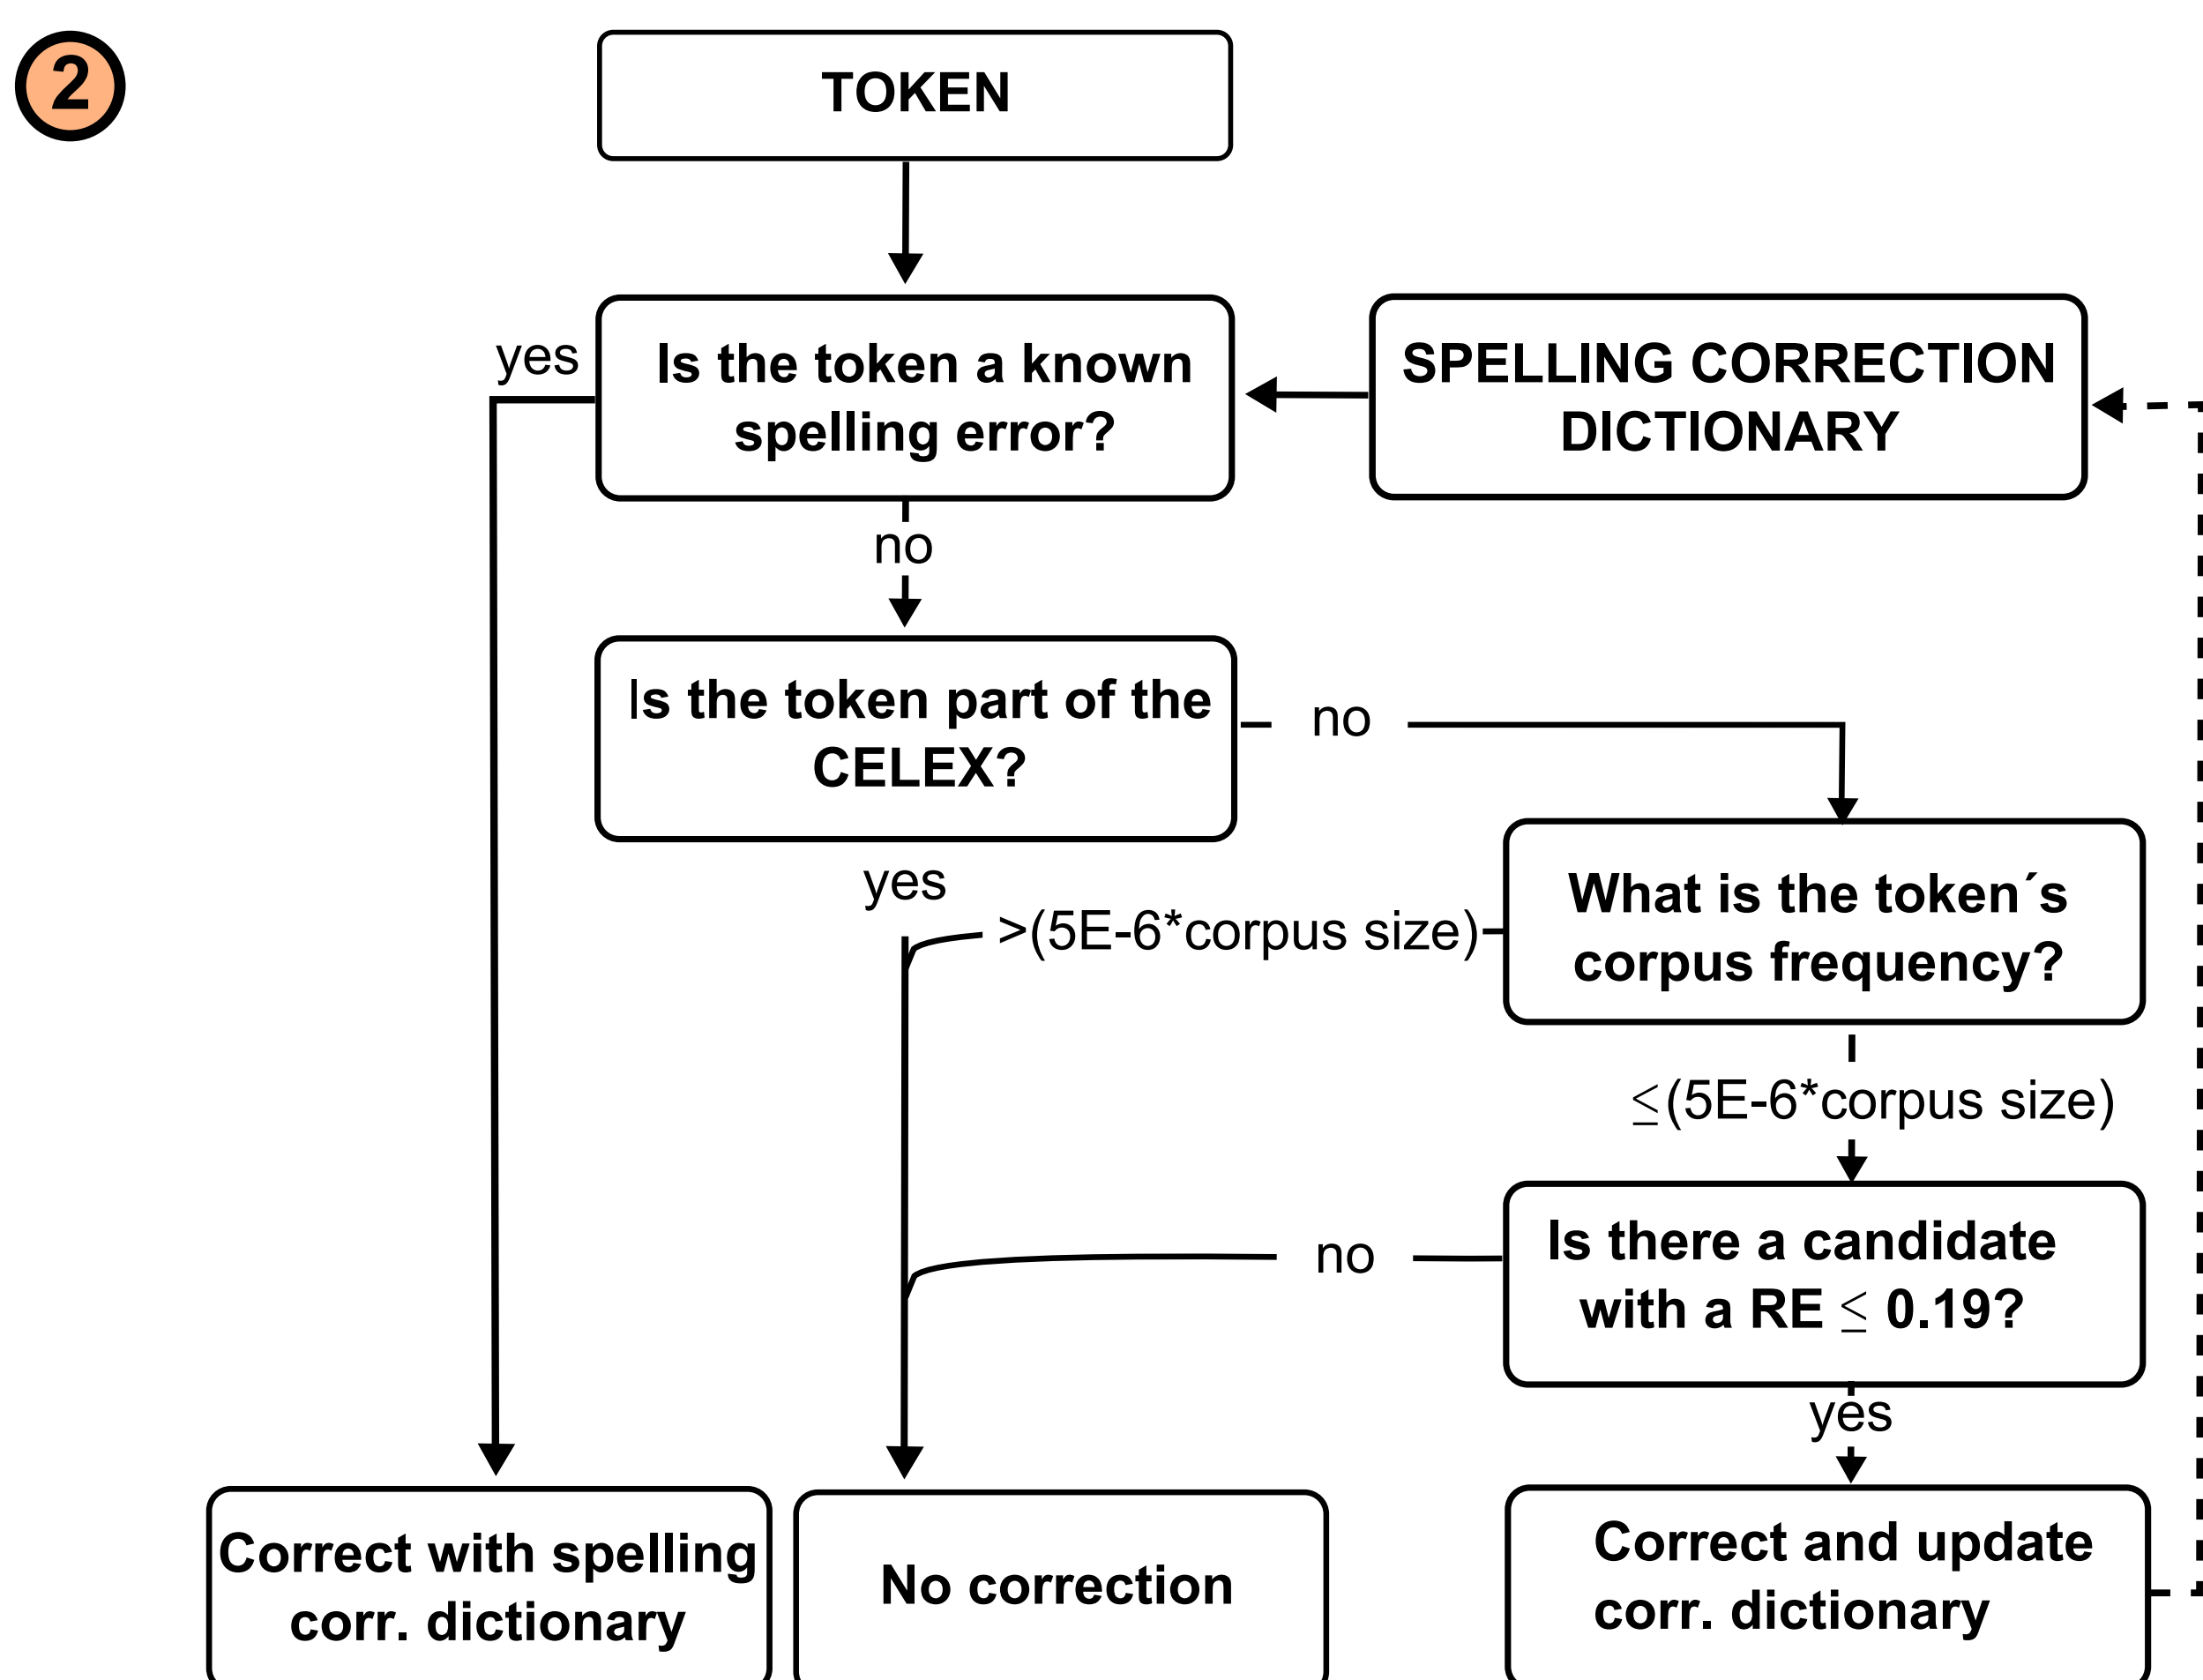 2
TOKEN
yes
Is the token a known
spelling error?
SPELLING CORRECTION
DICTIONARY
no
Is the token part of the
CELEX?
no
yes
>(5E-6*corpus size)
What is the token´s
corpus frequency?
≤(5E-6*corpus size)
no
Is there a candidate
with a RE ≤ 0.19?
yes
Correct with spelling
corr. dictionary
No correction
Correct and update
corr. dictionary